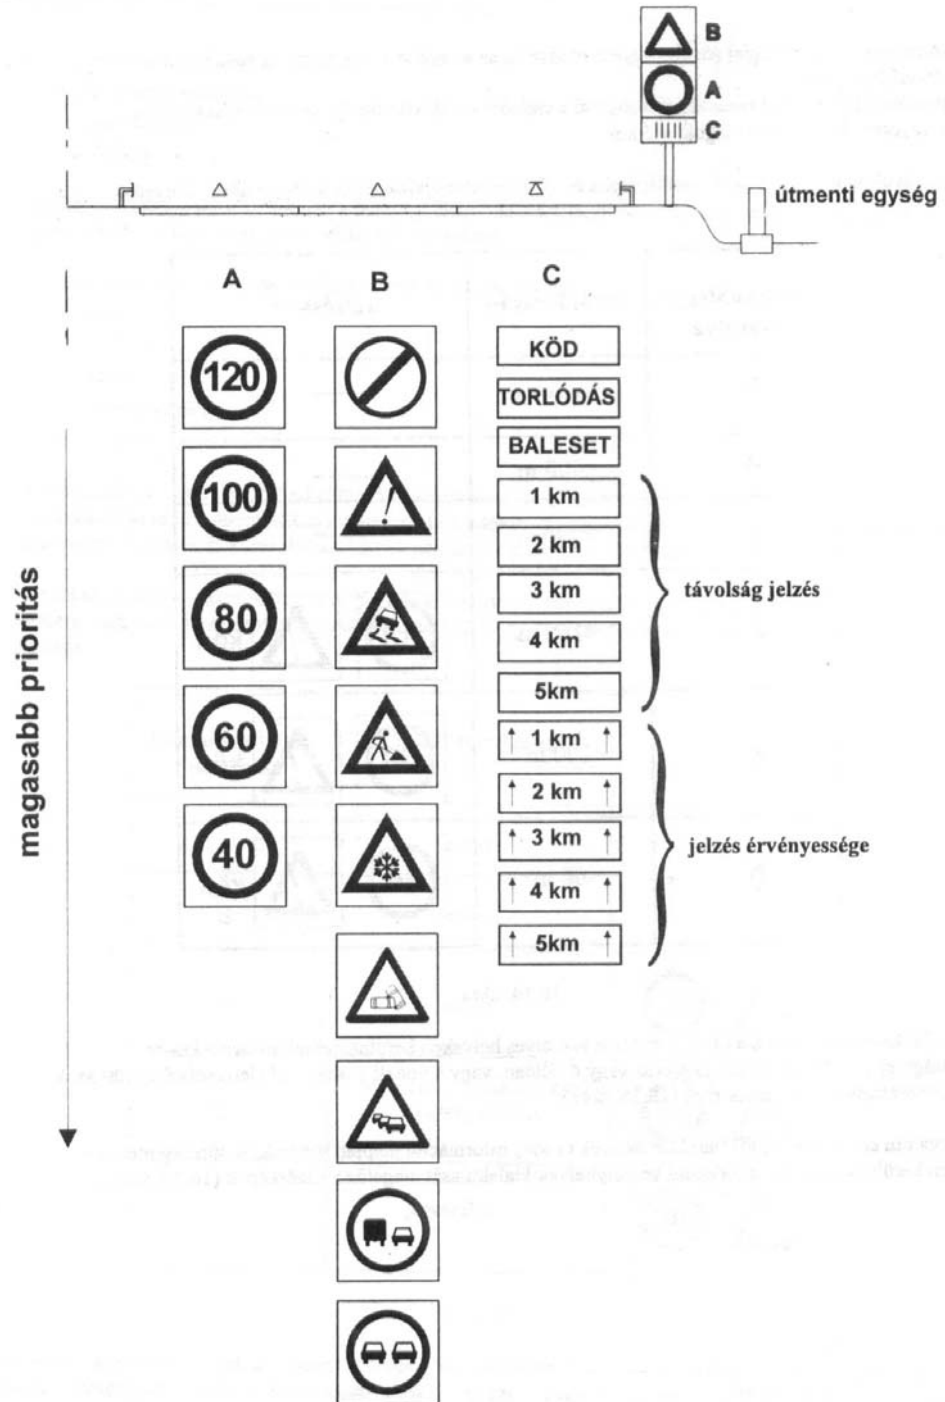 B
A
C
útmenti egység
A
B
C
120
100
80
60
40
KÖD
TORLÓDÁS
BALESET
1 km
2 km
3 km
4 km
5km
távolság jelzés
↑ 1 km ↑
↑ 2 km ↑
↑ 3 km ↑
↑ 4 km ↑
↑ 5km ↑
jelzés érvényessége
magasabb prioritás